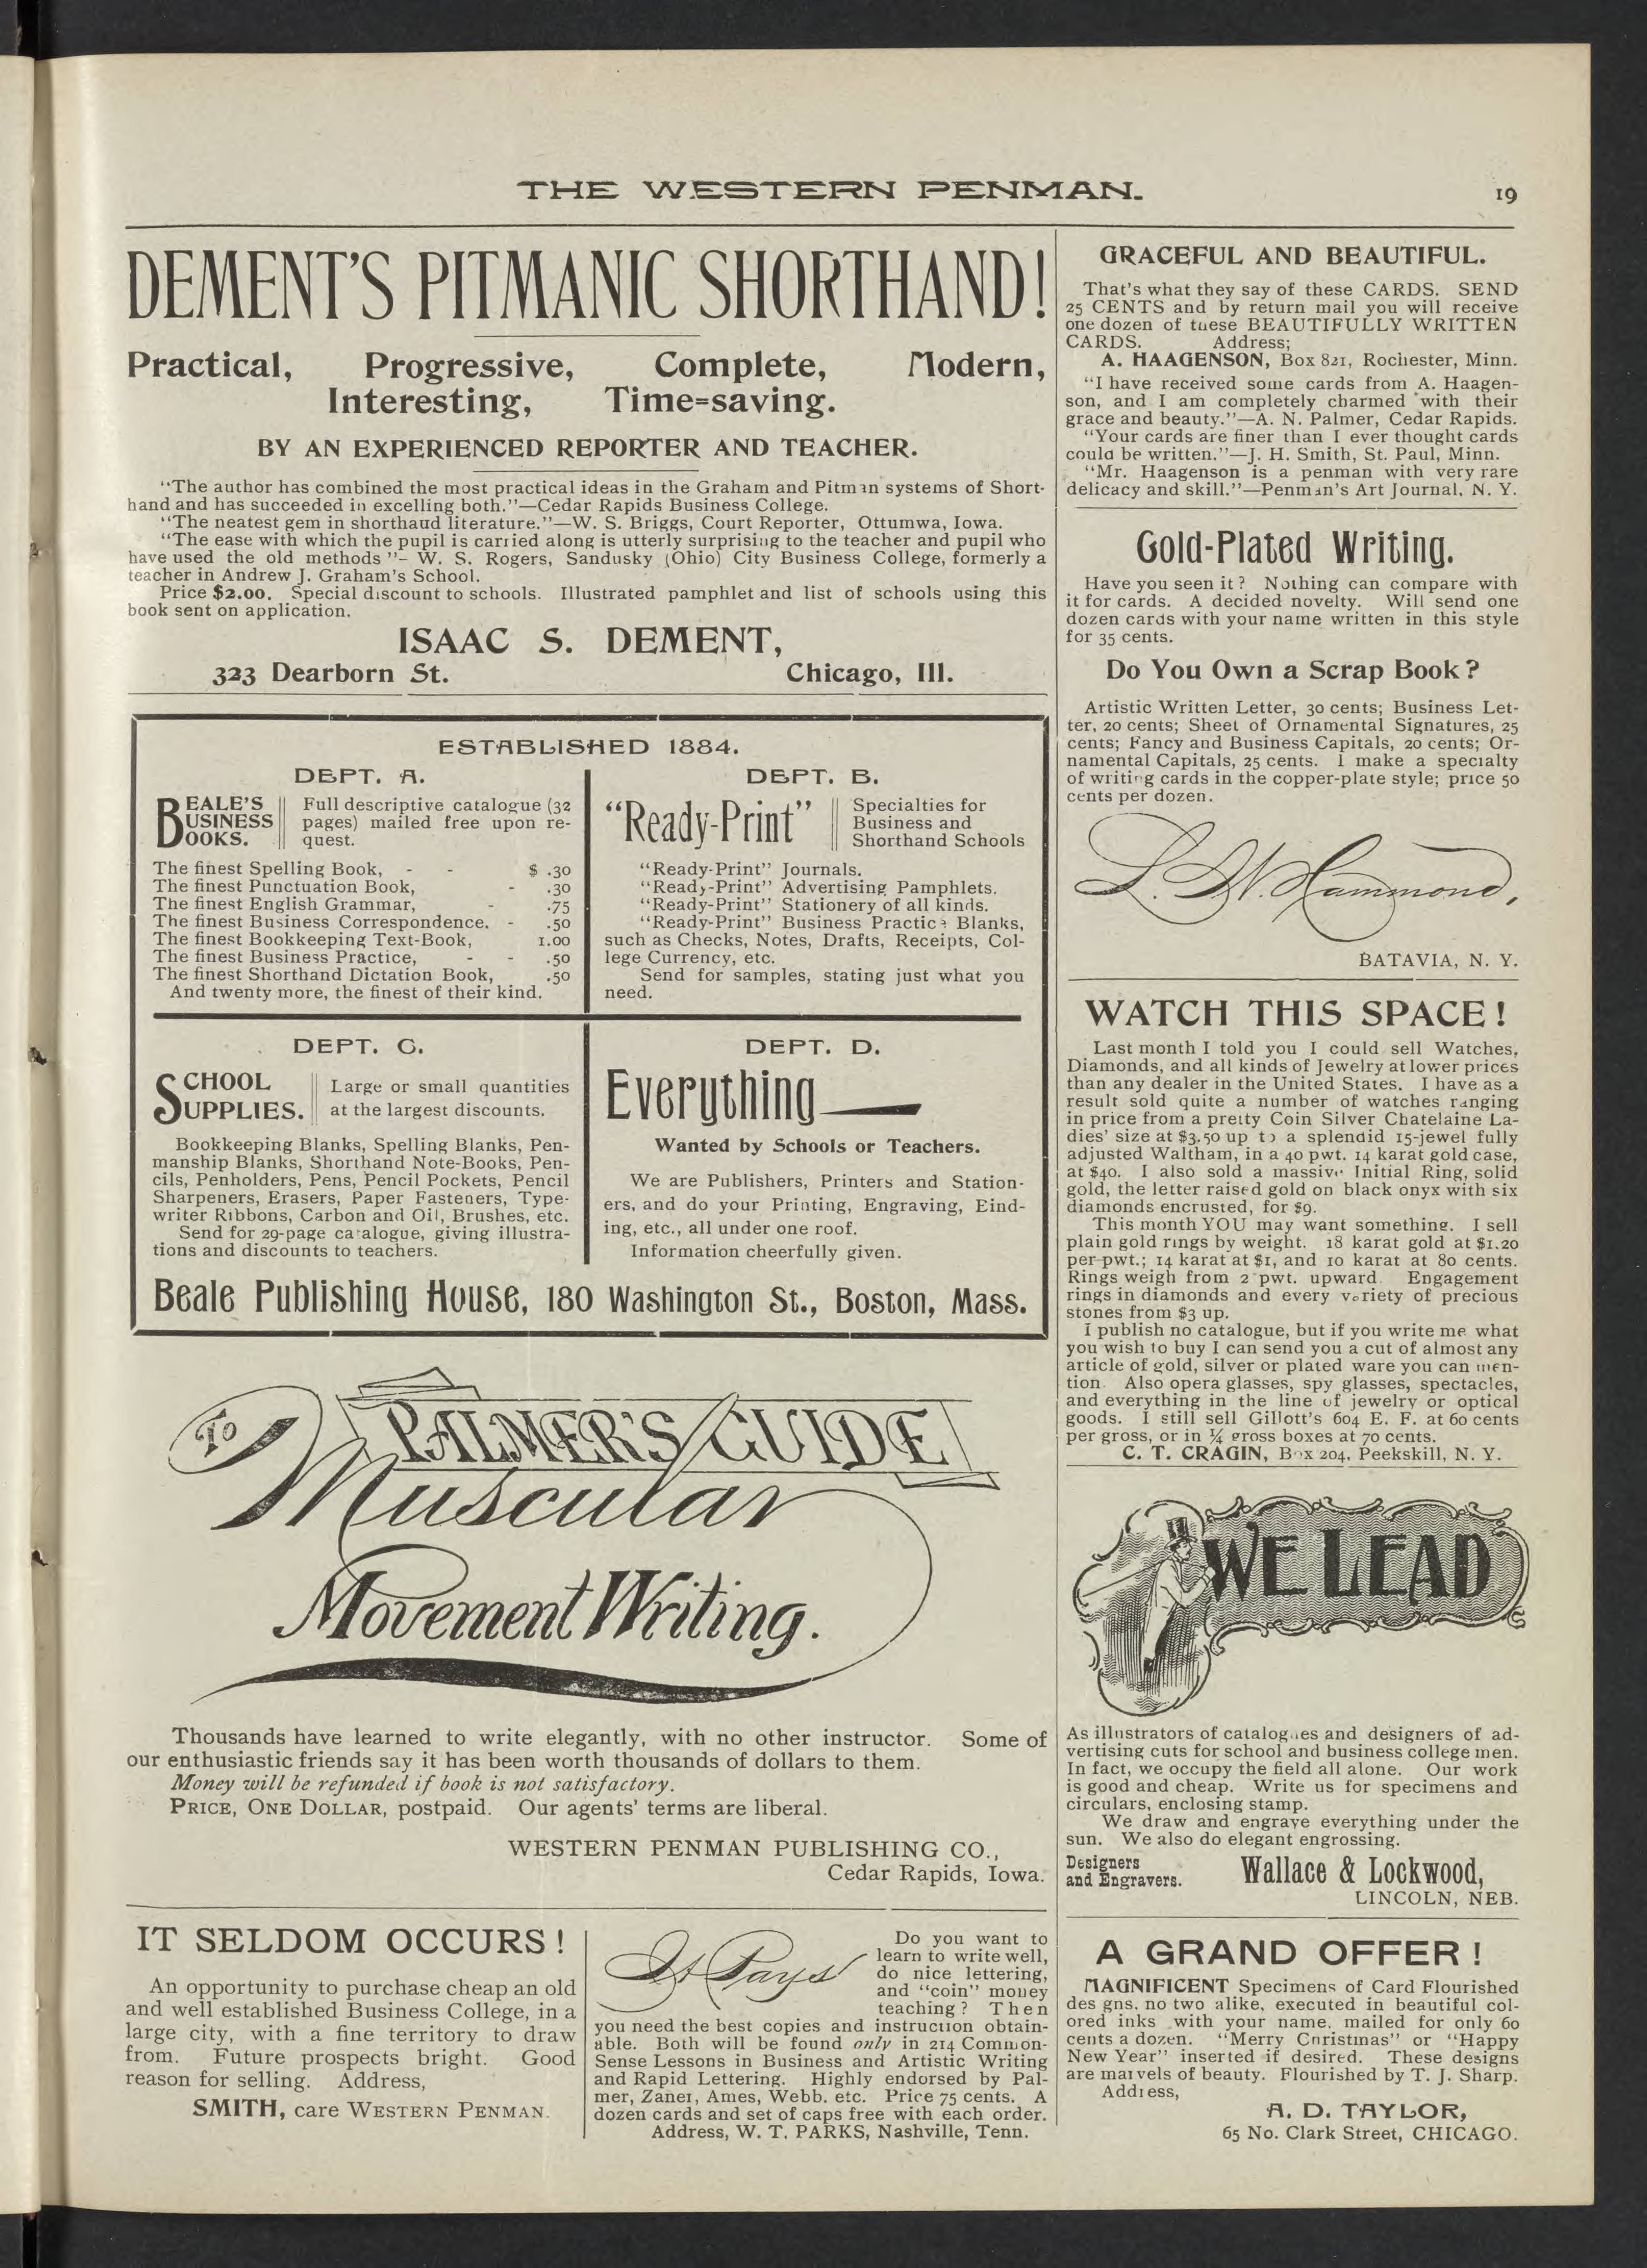 THE WESTERN PENMAN.
19
DEMENT'S PITMANIC SHORTHAND!
Practical, Progressive, Complete, Modern,
Interesting, Time=saving.
BY AN EXPERIENCED REPORTER AND TEACHER.
"The author has combined the most practical ideas in the Graham and Pitman systems of Short-
hand and has succeeded in excelling both."—Cedar Rapids Business College.
"The neatest gem in shorthand literature."—W. S. Briggs, Court Reporter, Ottumwa, Iowa.
"The ease with which the pupil is carried along is utterly surprising to the teacher and pupil who
have used the old methods"— W. S. Rogers, Sandusky (Ohio) City Business College, formerly a
teacher in Andrew J. Graham's School.
Price $2.00. Special discount to schools. Illustrated pamphlet and list of schools using this
book sent on application.
ISAAC S. DEMENT,
323 Dearborn St. Chicago, Ill.
ESTABLISHED 1884.
DEPT. A.
BEALE'S
BUSINESS
BOOKS.
Full descriptive catalogue (32
pages) mailed free upon re-
quest.
The finest Spelling Book, - - $ .30
The finest Punctuation Book, - .30
The finest English Grammar, - .75
The finest Business Correspondence. - .50
The finest Bookkeeping Text-Book, 1.00
The finest Business Practice, - - .50
The finest Shorthand Dictation Book, .50
And twenty more, the finest of their kind.
DEPT. B.
"Ready-Print"
Specialties for
Business and
Shorthand Schools
"Ready-Print" Journals.
"Ready-Print" Advertising Pamphlets.
"Ready-Print" Stationery of all kinds.
"Ready-Print" Business Practice Blanks,
such as Checks, Notes, Drafts, Receipts, Col-
lege Currency, etc.
Send for samples, stating just what you
need.
DEPT. C.
SCHOOL
SUPPLIES.
Large or small quantities
at the largest discounts.
Bookkeeping Blanks, Spelling Blanks, Pen-
manship Blanks, Shorthand Note-Books, Pen-
cils, Penholders, Pens, Pencil Pockets, Pencil
Sharpeners, Erasers, Paper Fasteners, Type-
writer Ribbons, Carbon and Oil, Brushes, etc.
Send for 29-page catalogue, giving illustra-
tions and discounts to teachers.
DEPT. D.
Everything
Wanted by Schools or Teachers.
We are Publishers, Printers and Station-
ers, and do your Printing, Engraving, Eind-
ing, etc., all under one roof.
Information cheerfully given.
Beale Publishing House, 180 Washington St., Boston, Mass.
PALMER'S GUIDE
To
Muscular
Movement Writing.
Thousands have learned to write elegantly, with no other instructor. Some of
our enthusiastic friends say it has been worth thousands of dollars to them.
Money will be refunded if book is not satisfactory.
PRICE, ONE DOLLAR, postpaid. Our agents' terms are liberal.
WESTERN PENMAN PUBLISHING CO.,
Cedar Rapids, Iowa.
IT SELDOM OCCURS!
An opportunity to purchase cheap an old
and well established Business College, in a
large city, with a fine territory to draw
from. Future prospects bright. Good
reason for selling. Address,
SMITH, care WESTERN PENMAN.
It Pays
Do you want to
learn to write well,
do nice lettering,
and "coin" money
teaching? Then
you need the best copies and instruction obtain-
able. Both will be found only in 214 Common-
Sense Lessons in Business and Artistic Writing
and Rapid Lettering. Highly endorsed by Pal-
mer, Zaner, Ames, Webb. etc. Price 75 cents. A
dozen cards and set of caps free with each order.
Address, W. T. PARKS, Nashville, Tenn.
GRACEFUL AND BEAUTIFUL.
That's what they say of these CARDS. SEND
25 CENTS and by return mail you will receive
one dozen of these BEAUTIFULLY WRITTEN
CARDS. Address;
A. HAAGENSON, Box 821, Rochester, Minn.
"I have received some cards from A. Haagen-
son, and I am completely charmed with their
grace and beauty."—A. N. Palmer, Cedar Rapids.
"Your cards are finer than I ever thought cards
could be written."—J. H. Smith, St. Paul, Minn.
"Mr. Haagenson is a penman with very rare
delicacy and skill."—Penman's Art Journal, N. Y.
Gold-Plated Writing.
Have you seen it? Nothing can compare with
it for cards. A decided novelty. Will send one
dozen cards with your name written in this style
for 35 cents.
Do You Own a Scrap Book?
Artistic Written Letter, 30 cents; Business Let-
ter, 20 cents; Sheet of Ornamental Signatures, 25
cents; Fancy and Business Capitals, 20 cents; Or-
namental Capitals, 25 cents. I make a specialty
of writing cards in the copper-plate style; price 50
cents per dozen.
L. W. Hammond,
BATAVIA, N. Y.
WATCH THIS SPACE!
Last month I told you I could sell Watches,
Diamonds, and all kinds of Jewelry at lower prices
than any dealer in the United States. I have as a
result sold quite a number of watches ranging
in price from a pretty Coin Silver Chatelaine La-
dies' size at $3.50 up to a splendid 15-jewel fully
adjusted Waltham, in a 40 pwt. 14 karat gold case,
at $40. I also sold a massive Initial Ring, solid
gold, the letter raised gold on black onyx with six
diamonds encrusted, for $9.
This month YOU may want something. I sell
plain gold rings by weight. 18 karat gold at $1.20
per pwt.; 14 karat at $1, and 10 karat at 80 cents.
Rings weigh from 2 pwt. upward. Engagement
rings in diamonds and every variety of precious
stones from $3 up.
I publish no catalogue, but if you write me what
you wish to buy I can send you a cut of almost any
article of gold, silver or plated ware you can men-
tion. Also opera glasses, spy glasses, spectacles,
and everything in the line of jewelry or optical
goods. I still sell Gillott's 604 E. F. at 60 cents
per gross, or in ¼ gross boxes at 70 cents.
C. T. CRAGIN, Box 204, Peekskill, N. Y.
WE LEAD
As illustrators of catalogues and designers of ad-
vertising cuts for school and business college men.
In fact, we occupy the field all alone. Our work
is good and cheap. Write us for specimens and
circulars, enclosing stamp.
We draw and engrave everything under the
sun. We also do elegant engrossing.
Designers
and Engravers.
Wallace & Lockwood,
LINCOLN, NEB.
A GRAND OFFER!
MAGNIFICENT Specimens of Card Flourished
designs, no two alike, executed in beautiful col-
ored inks with your name, mailed for only 60
cents a dozen. "Merry Christmas" or "Happy
New Year" inserted if desired. These designs
are marvels of beauty. Flourished by T. J. Sharp.
Address,
A. D. TAYLOR,
65 No. Clark Street, CHICAGO.